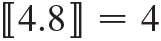 ⟦4.8⟧ = 4